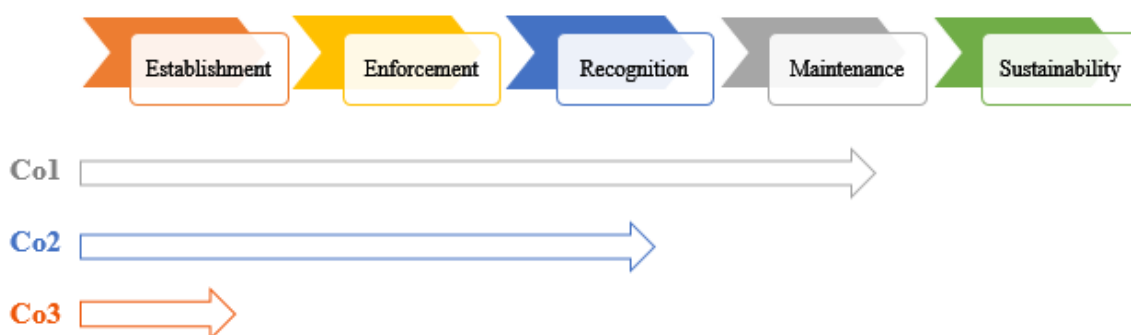 Establishment Enforcement Recognition Maintenance Sustainability
Co1
Co2
Co3